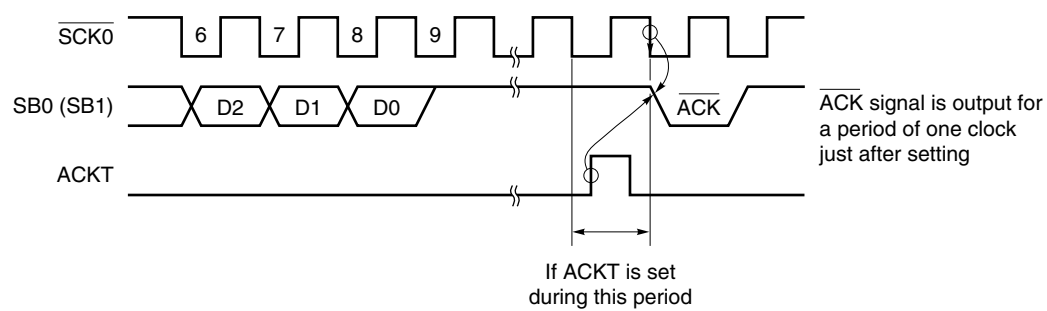 SCK0
6 7 8 9
SB0 (SB1)
D2 D1 D0
ACK
ACK signal is output for
a period of one clock
just after setting
ACKT
If ACKT is set
during this period